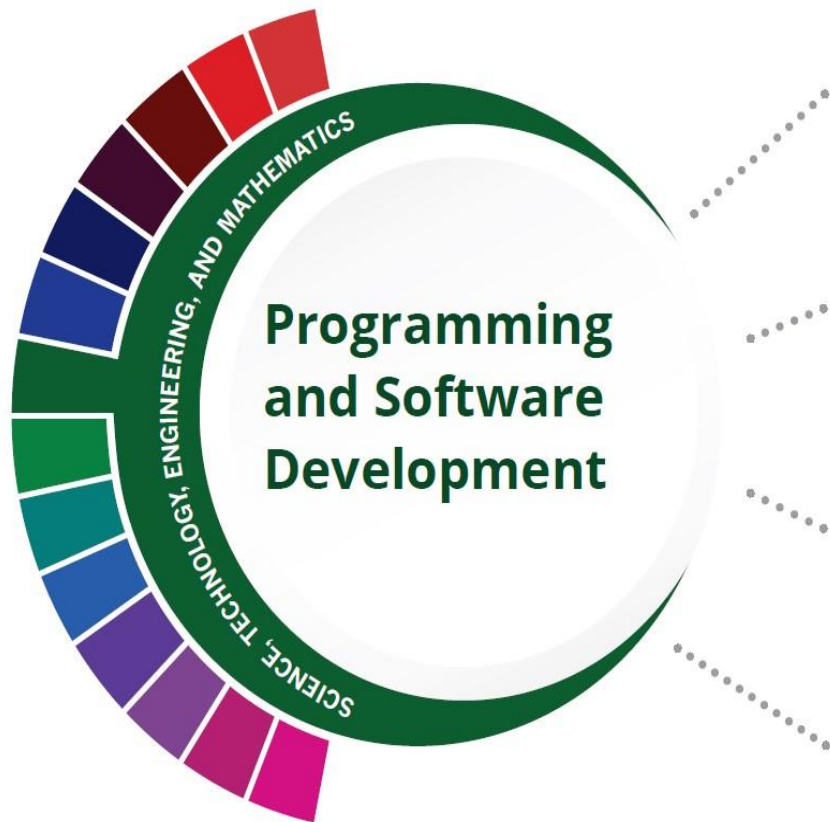 SCIENCE, TECHNOLOGY, ENGINEERING, AND MATHEMATICS
Programming
and Software
Development